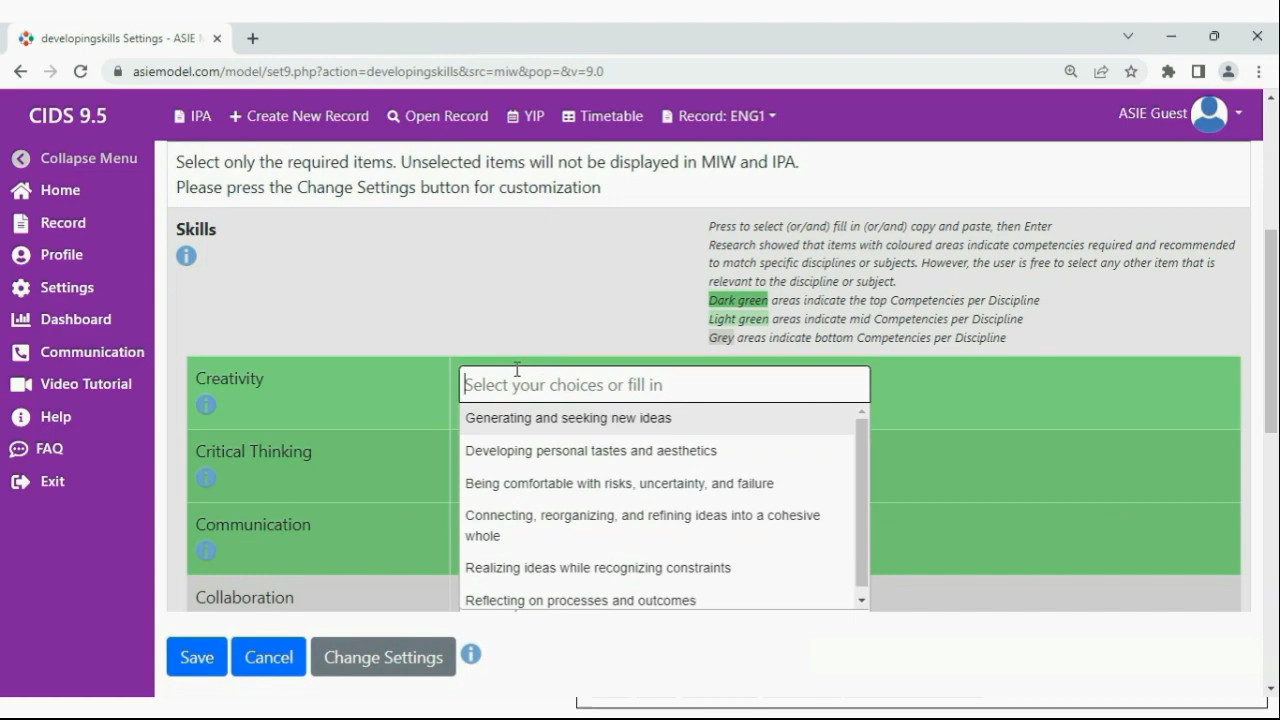 developingskills Settings - ASIE
asiemodel.com/model/set9.php?action=developingskills&src=miw&pop=&v=9.0
CIDS 9.5
IPA
Create New Record
Open Record
YIP
Timetable
Record: ENG1
ASIE Guest
Collapse Menu
Home
Record
Profile
Settings
Dashboard
Communication
Video Tutorial
Help
FAQ
Exit
Select only the required items. Unselected items will not be displayed in MIW and IPA.
Please press the Change Settings button for customization
Skills
Press to select (or/and) fill in (or/and) copy and paste, then Enter
Research showed that items with coloured areas indicate competencies required and recommended
to match specific disciplines or subjects. However, the user is free to select any other item that is
relevant to the discipline or subject.
Dark green areas indicate the top Competencies per Discipline
Light green areas indicate mid Competencies per Discipline
Grey areas indicate bottom Competencies per Discipline
Creativity
Select your choices or fill in
Generating and seeking new ideas
Developing personal tastes and aesthetics
Being comfortable with risks, uncertainty, and failure
Connecting, reorganizing, and refining ideas into a cohesive
whole
Realizing ideas while recognizing constraints
Reflecting on processes and outcomes
Critical Thinking
Communication
Collaboration
Save
Cancel
Change Settings